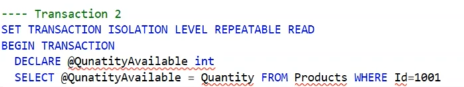 ---- Transaction 2
SET TRANSACTION ISOLATION LEVEL REPEATABLE READ
BEGIN TRANSACTION
DECLARE @QunatityAvailable int
SELECT @QunatityAvailable = Quantity FROM Products WHERE Id=1001